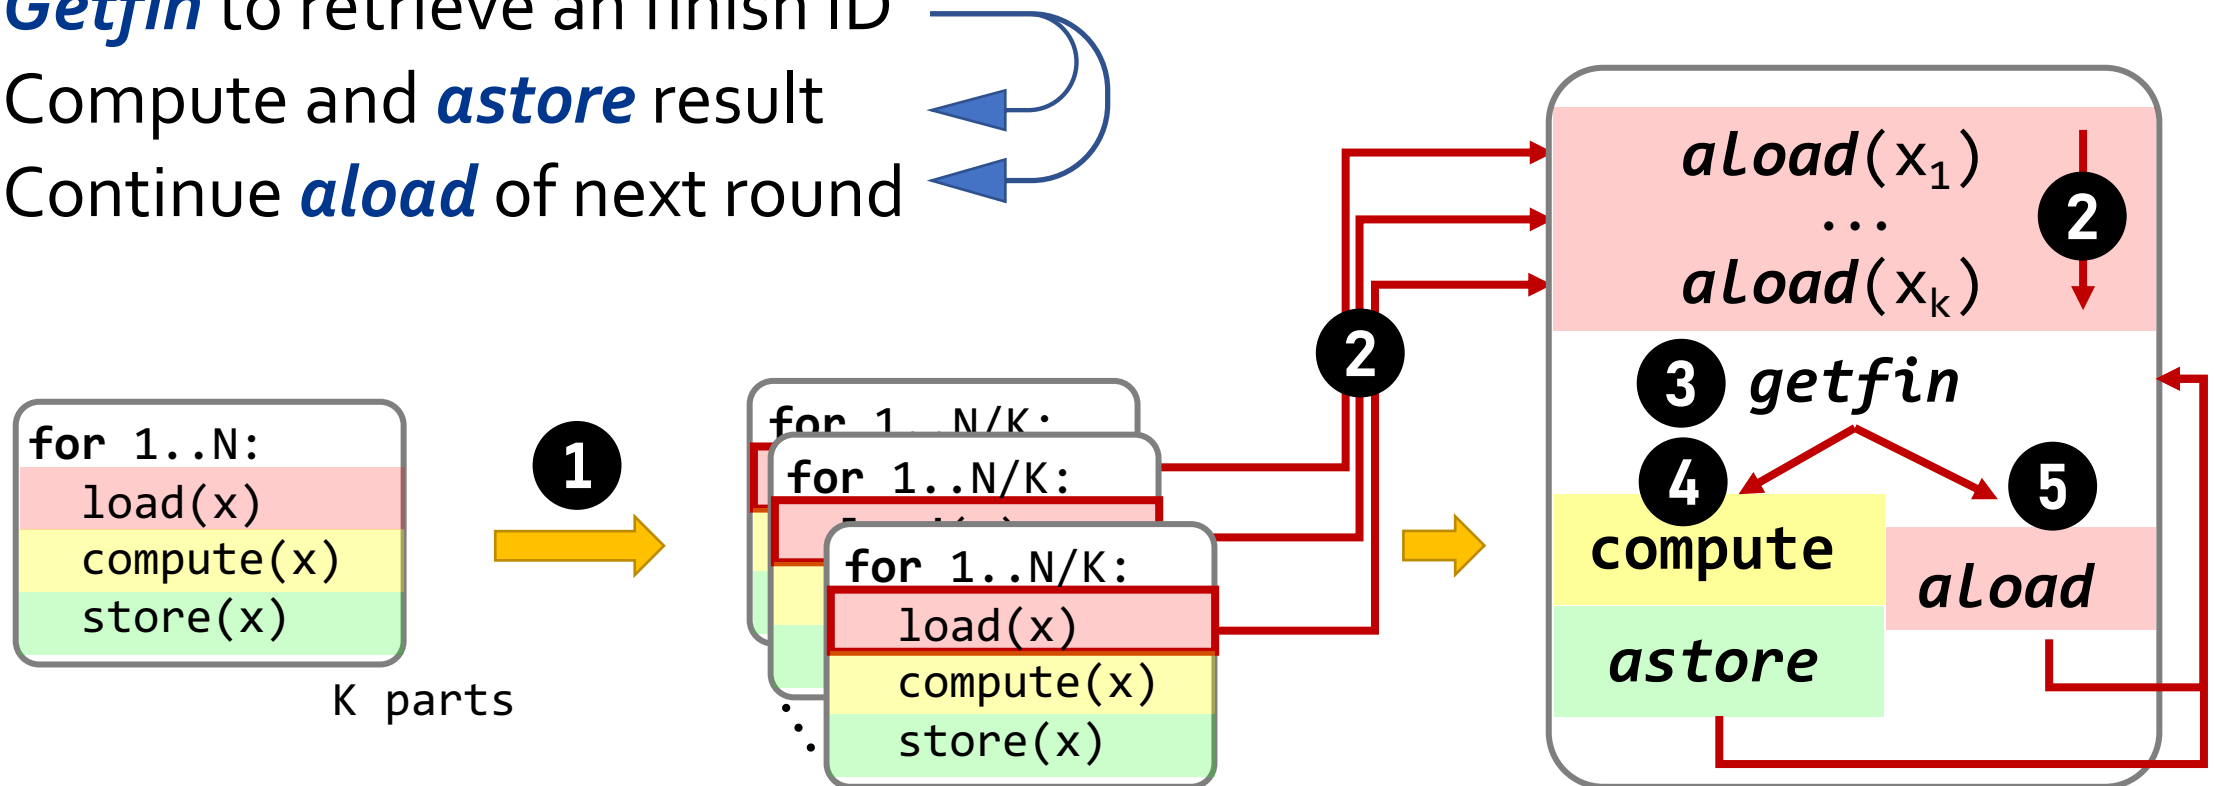 Getfin to retrieve an finish ID
Compute and astore result
Continue aload of next round
for 1..N:
load(x)
compute(x)
store(x)
K parts
1
for 1..N/K:
for 1..N/K:
for 1..N/K:
load(x)
compute(x)
store(x)
2
aload(x1)
...
aload(xk)
2
3 getfin
4
5
compute
aload
astore